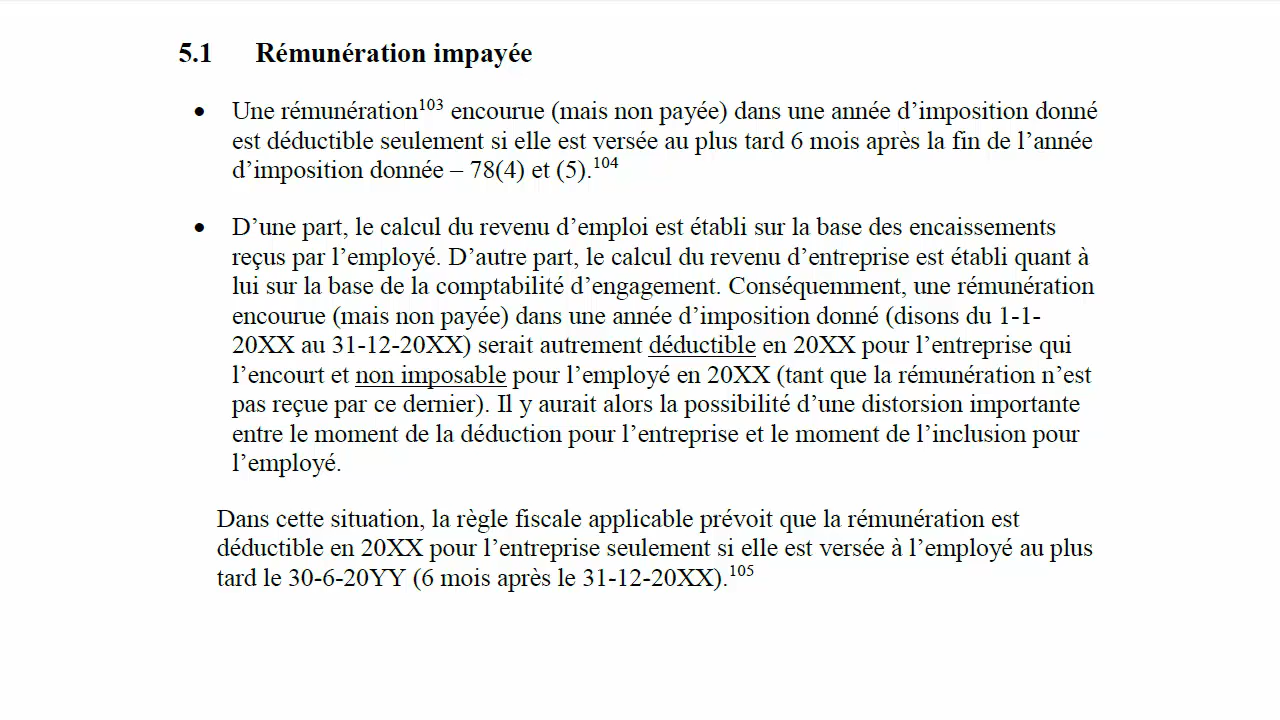 5.1 Rémunération impayée
• Une rémunération103 encourue (mais non payée) dans une année d’imposition donné
est déductible seulement si elle est versée au plus tard 6 mois après la fin de l’année
d’imposition donnée – 78(4) et (5).104
• D’une part, le calcul du revenu d’emploi est établi sur la base des encaissements
reçus par l’employé. D’autre part, le calcul du revenu d’entreprise est établi quant à
lui sur la base de la comptabilité d’engagement. Conséquemment, une rémunération
encourue (mais non payée) dans une année d’imposition donné (disons du 1-1-
20XX au 31-12-20XX) serait autrement déductible en 20XX pour l’entreprise qui
l’encourt et non imposable pour l’employé en 20XX (tant que la rémunération n’est
pas reçue par ce dernier). Il y aurait alors la possibilité d’une distorsion importante
entre le moment de la déduction pour l’entreprise et le moment de l’inclusion pour
l’employé.
Dans cette situation, la règle fiscale applicable prévoit que la rémunération est
déductible en 20XX pour l’entreprise seulement si elle est versée à l’employé au plus
tard le 30-6-20YY (6 mois après le 31-12-20XX).105